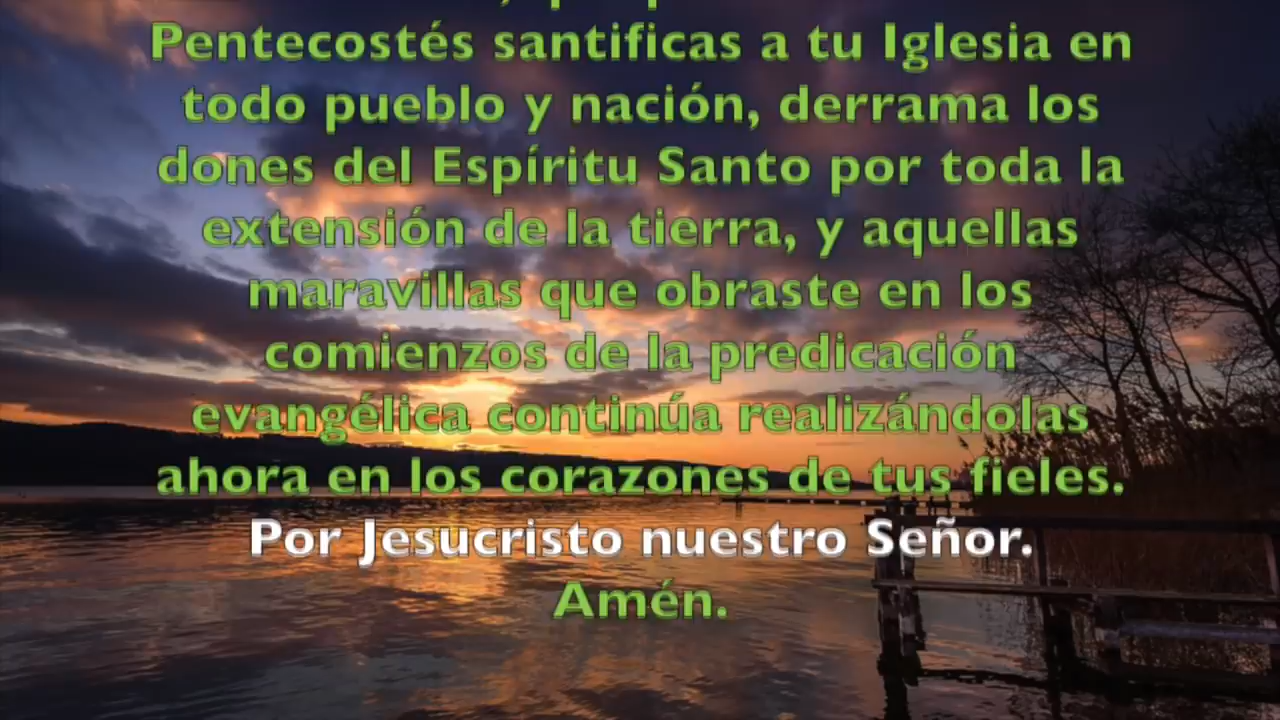 Pentecostés santificas a tu Iglesia en
todo pueblo y nación, derrama los
dones del Espíritu Santo por toda la
extensión de la tierra, y aquellas
maravillas que obraste en los
comienzos de la predicación
evangélica continúa realizándolas
ahora en los corazones de tus fieles.
Por Jesucristo nuestro Señor.
Amén.